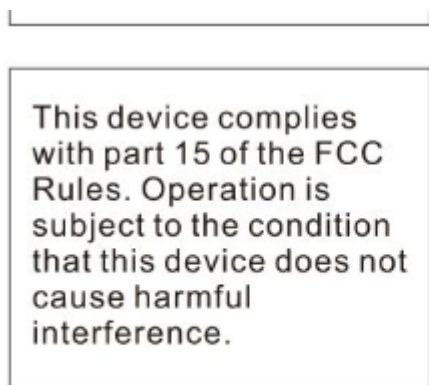 This device complies
with part 15 of the FCC
Rules. Operation is
subject to the condition
that this device does not
cause harmful
interference.